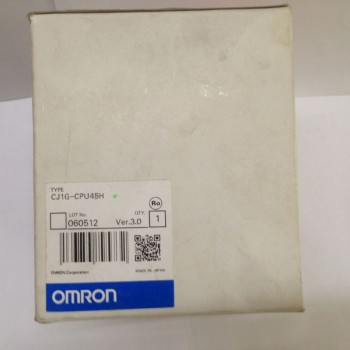 TYPE
CJ1G-CPU45H
Ro
LOT No. QTY.
060512 Ver.3.0 1
OMRON Corporation MADE IN JAPAN
OMRON